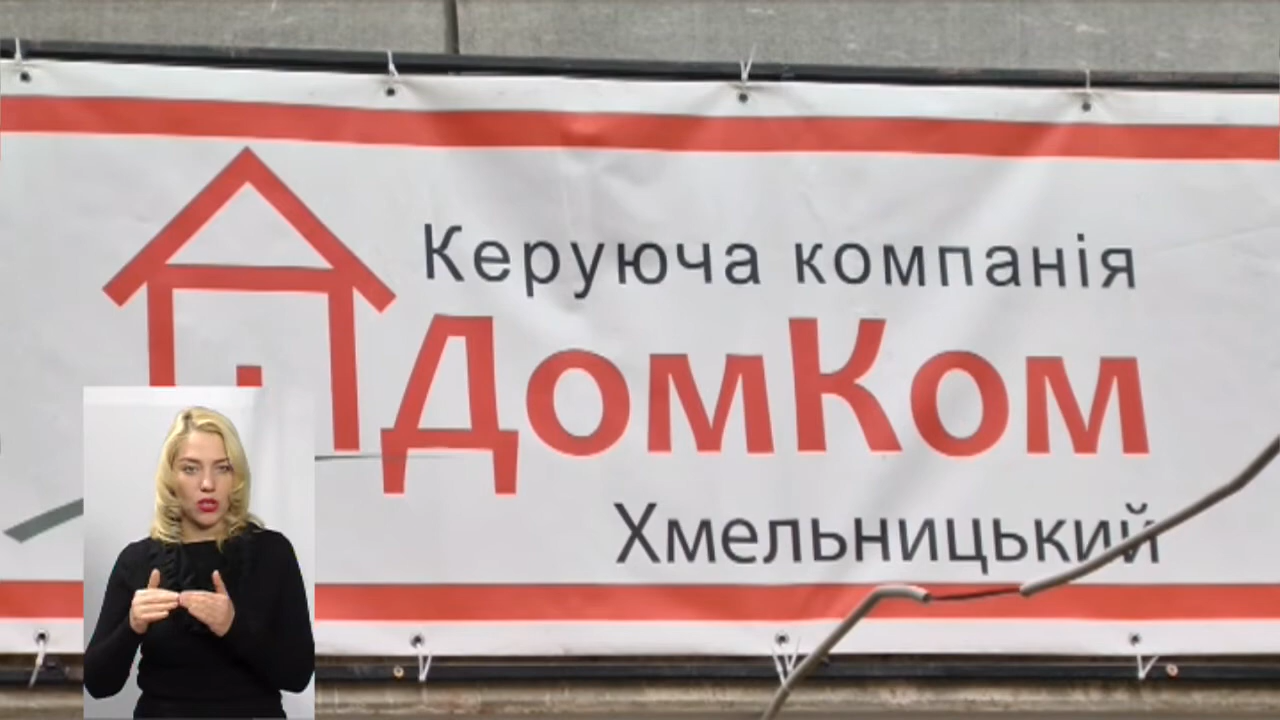 Керуюча компанія
ДомКом
Хмельницький